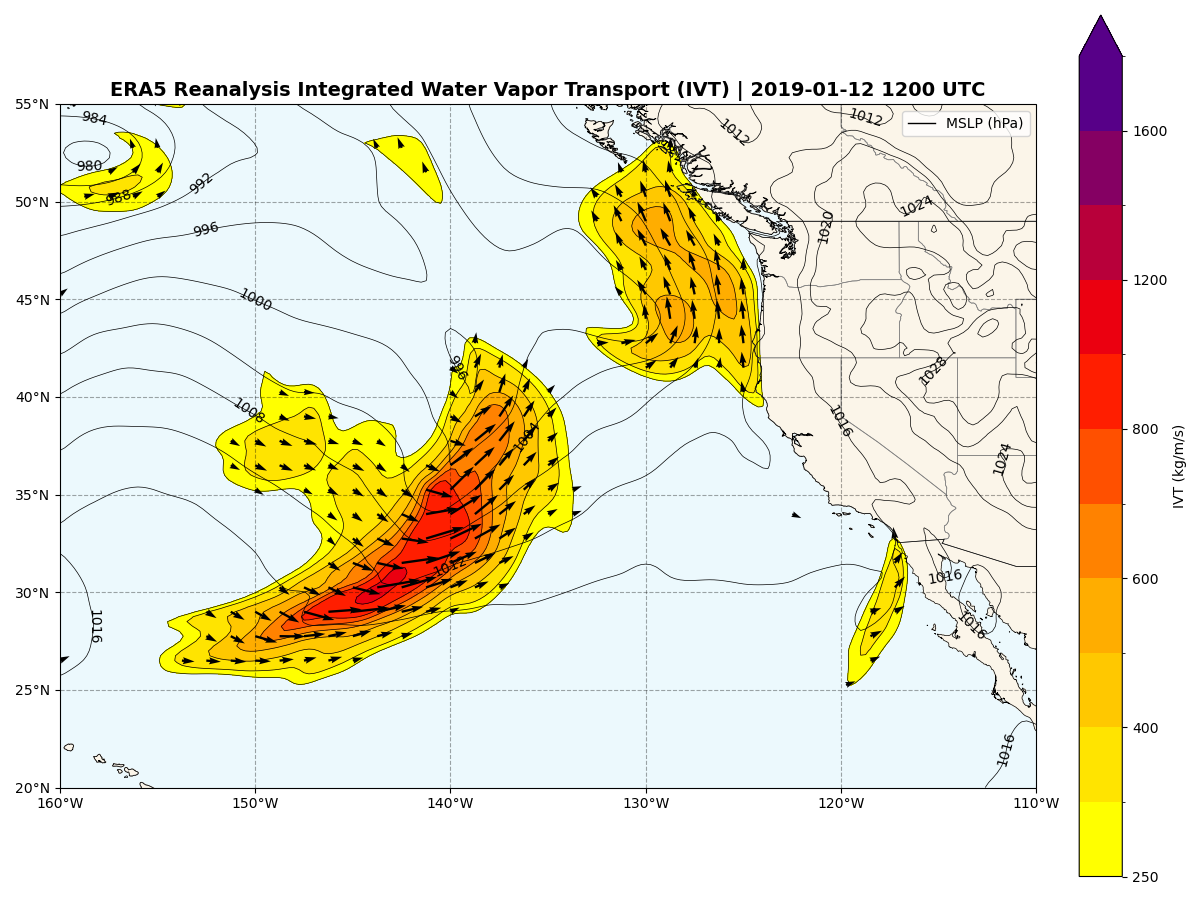 ERA5 Reanalysis Integrated Water Vapor Transport (IVT) | 2019-01-12 1200 UTC
MSLP (hPa)
55°N
50°N
45°N
40°N
35°N
30°N
25°N
20°N
160°W
150°W
140°W
130°W
120°W
110°W
984
980
988
992
996
1000
1008
996
1004
1012
1016
1012
1012
1024
1020
1028
1016
1024
1016
1016
1016
1600
1200
800
600
400
250
IVT (kg/m/s)